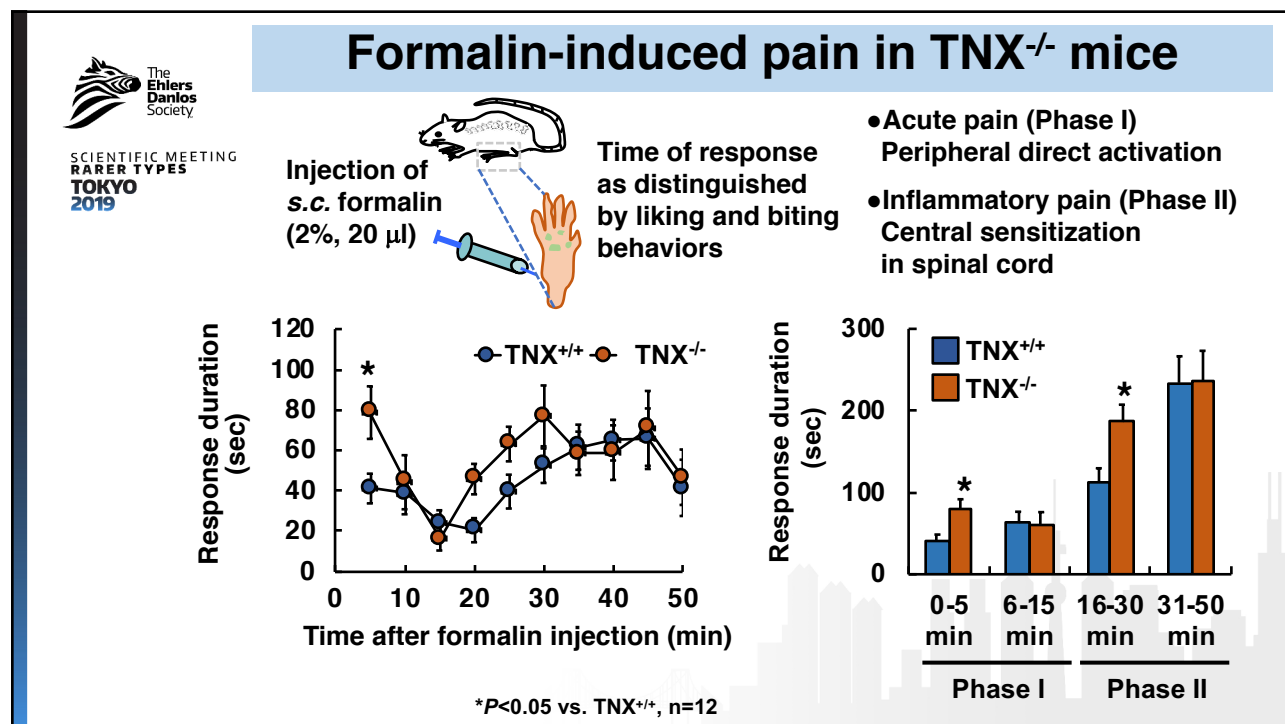 Formalin-induced pain in TNX-/- mice
The
Ehlers
Danlos
Society
SCIENTIFIC MEETING
RARER TYPES
TOKYO
2019
Injection of
s.c. formalin
(2%, 20 μl)
Time of response
as distinguished
by liking and biting
behaviors
●Acute pain (Phase I)
Peripheral direct activation
●Inflammatory pain (Phase II)
Central sensitization
in spinal cord
Response duration
(sec)
120
100
80
60
40
20
0
*
TNX+/+
TNX-/-
0 10 20 30 40 50
Time after formalin injection (min)
Response duration
(sec)
300
200
100
0
TNX+/+
TNX-/-
*
*
0-5 6-15 16-30 31-50
min min min min
Phase I Phase II
*P<0.05 vs. TNX+/+, n=12